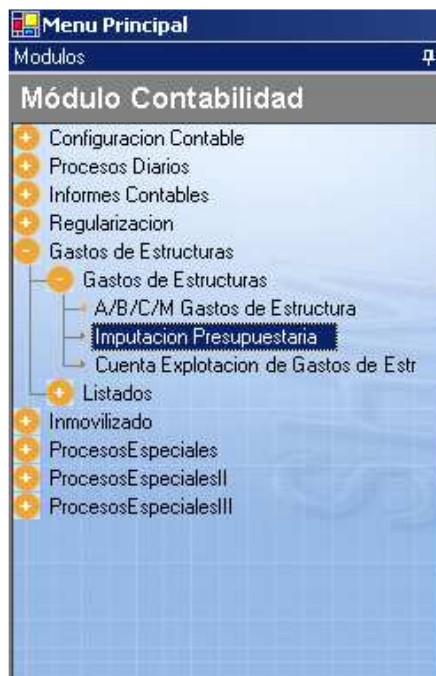 Menu Principal
Modulos
Módulo Contabilidad
Configuracion Contable
Procesos Diarios
Informes Contables
Regularizacion
Gastos de Estructuras
Gastos de Estructuras
A/B/C/M Gastos de Estructura
Imputacion Presupuestaria
Cuenta Explotacion de Gastos de Estr
Listados
Inmovilizado
ProcesosEspeciales
ProcesosEspecialesII
ProcesosEspecialesIII